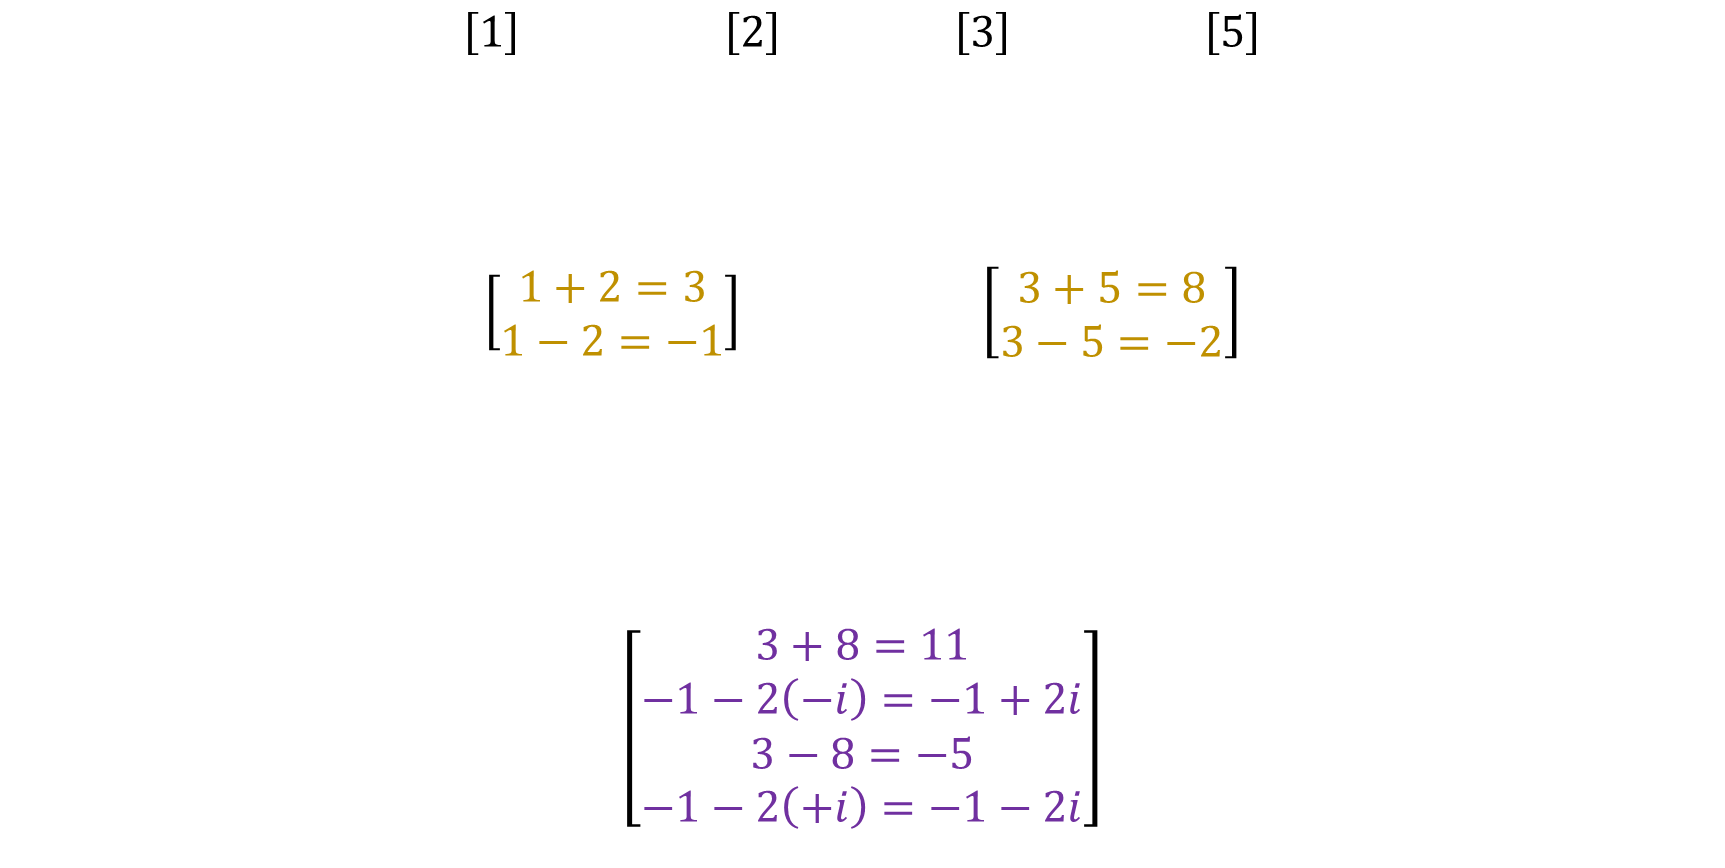 [1] [2] [3] [5]
[1 + 2 = 3
1 − 2 = −1]
[3 + 5 = 8
3 − 5 = −2]
[3 + 8 = 11
−1 − 2(−i) = −1 + 2i
3 − 8 = −5
−1 − 2(+i) = −1 − 2i]